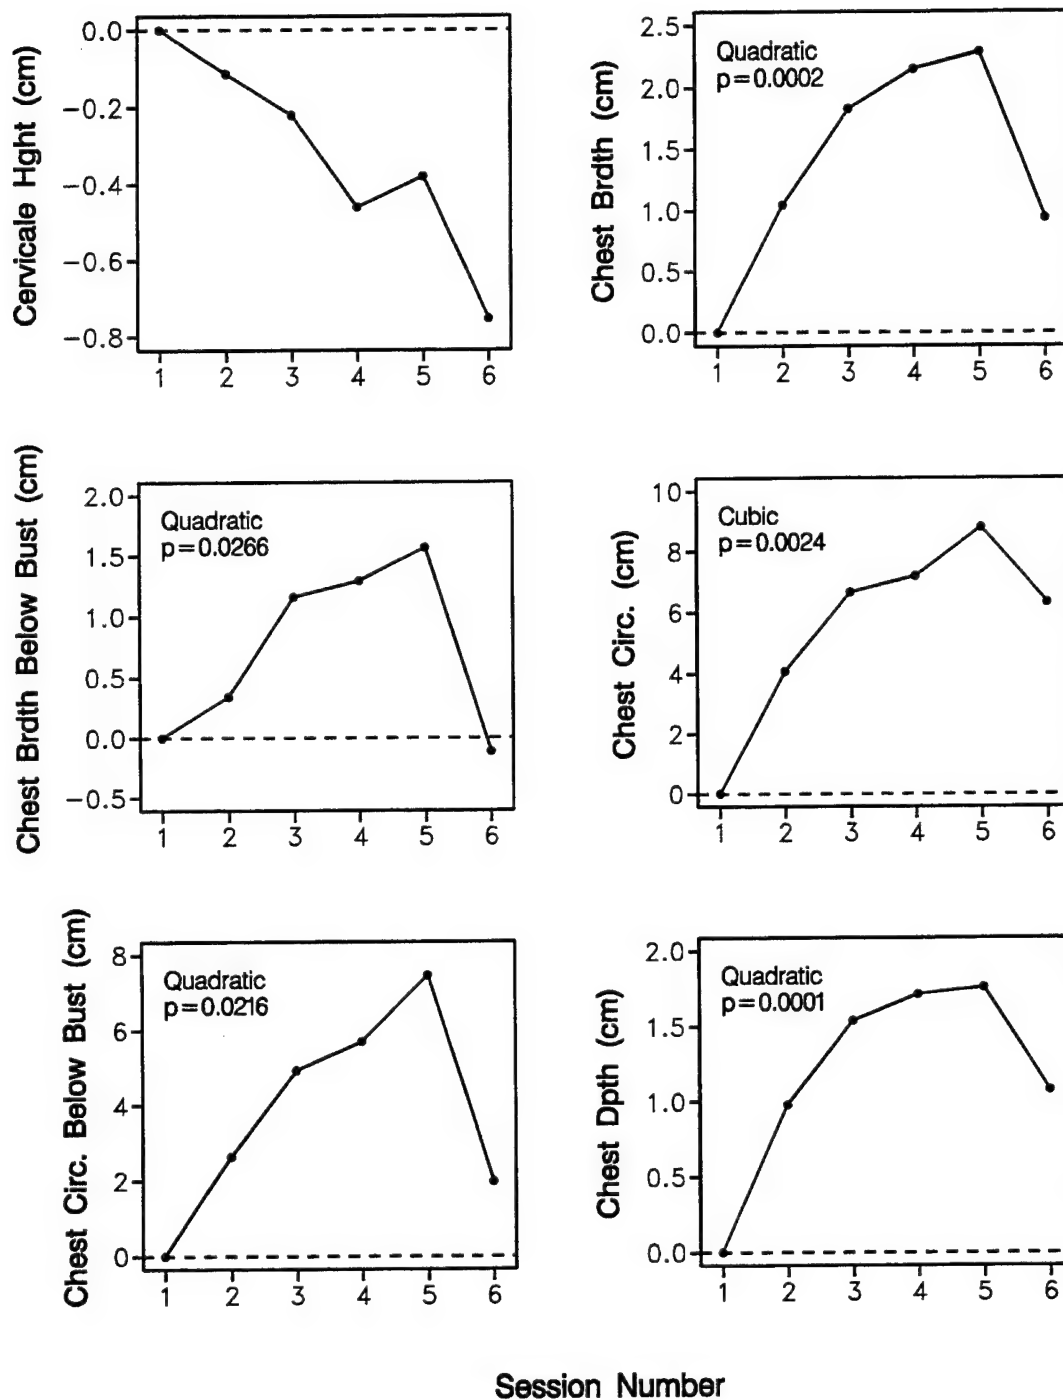 Cervicale Hght (cm)
0.0
−0.2
−0.4
−0.6
−0.8
1 2 3 4 5 6
Chest Brdth (cm)
Quadratic
p=0.0002
2.5
2.0
1.5
1.0
0.5
0.0
1 2 3 4 5 6
Chest Brdth Below Bust (cm)
Quadratic
p=0.0266
2.0
1.5
1.0
0.5
0.0
−0.5
1 2 3 4 5 6
Chest Circ. (cm)
Cubic
p=0.0024
10
8
6
4
2
0
1 2 3 4 5 6
Chest Circ. Below Bust (cm)
Quadratic
p=0.0216
8
6
4
2
0
1 2 3 4 5 6
Chest Dpth (cm)
Quadratic
p=0.0001
2.0
1.5
1.0
0.5
0.0
1 2 3 4 5 6
Session Number